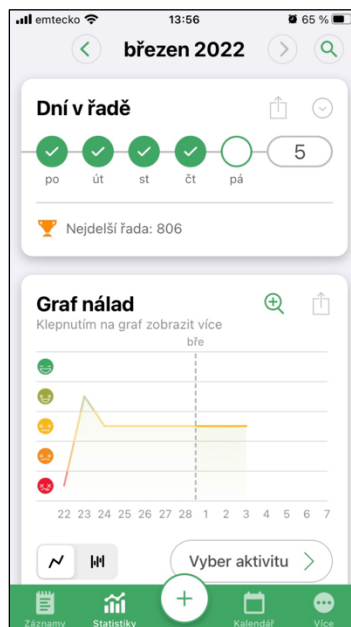 emtecko 13:56 65 %
březen 2022
Dní v řadě
po út st čt pá 5
Nejdelší řada: 806
Graf nálad
Klepnutím na graf zobrazit více
bře
22 23 24 25 26 27 28 1 2 3 4 5 6 7
Vyber aktivitu
Záznamy Statistiky + Kalendář Více